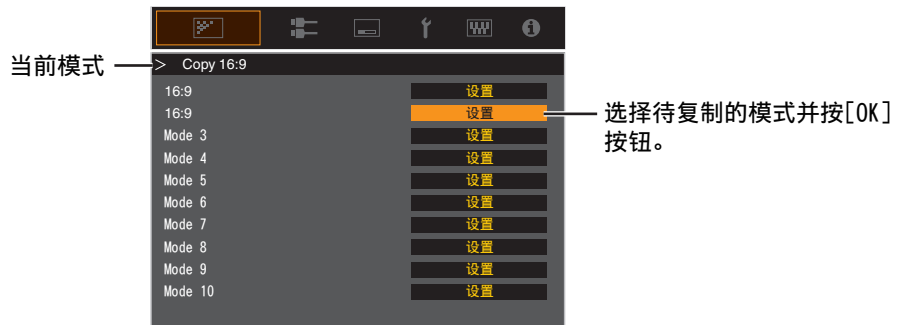 当前模式
> Copy 16:9
16:9 设置
16:9 设置
Mode 3 设置
Mode 4 设置
Mode 5 设置
Mode 6 设置
Mode 7 设置
Mode 8 设置
Mode 9 设置
Mode 10 设置
选择待复制的模式并按[OK]
按钮。